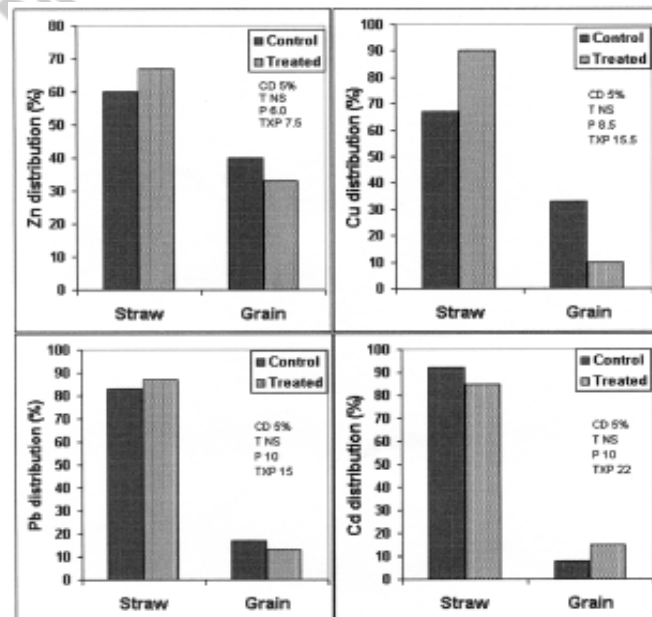 Zn distribution (%)
80
70
60
50
40
30
20
10
0
Control
Treated
CD 5%
T NS
P 6.0
TXP 7.5
Straw Grain
Cu distribution (%)
100
90
80
70
60
50
40
30
20
10
0
Control
Treated
CD 5%
T NS
P 8.5
TXP 15.5
Straw Grain
Pb distribution (%)
100
90
80
70
60
50
40
30
20
10
0
Control
Treated
CD 5%
T NS
P 10
TXP 15
Straw Grain
Cd distribution (%)
100
90
80
70
60
50
40
30
20
10
0
Control
Treated
CD 5%
T NS
P 10
TXP 22
Straw Grain